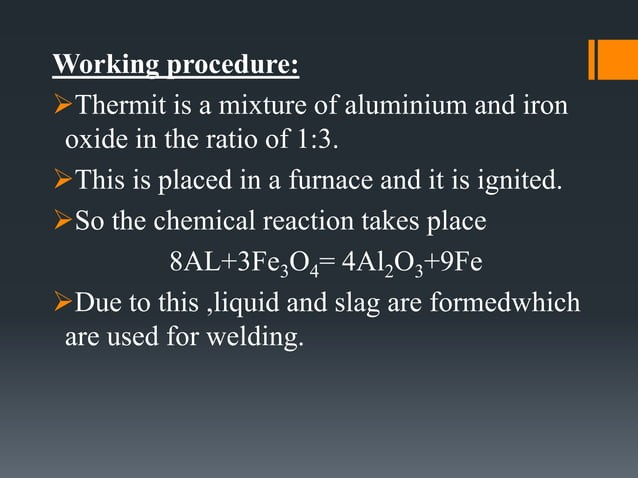 Working procedure:
➢Thermit is a mixture of aluminium and iron
oxide in the ratio of 1:3.
➢This is placed in a furnace and it is ignited.
➢So the chemical reaction takes place
8AL+3Fe₃O₄= 4Al₂O₃+9Fe
➢Due to this ,liquid and slag are formedwhich
are used for welding.